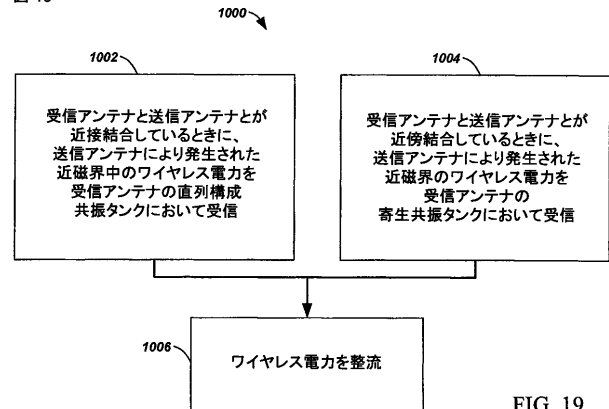 1000
1002
受信アンテナと送信アンテナとが
近接結合しているときに、
送信アンテナにより発生された
近磁界中のワイヤレス電力を
受信アンテナの直列構成
共振タンクにおいて受信
1004
受信アンテナと送信アンテナとが
近傍結合しているときに、
送信アンテナにより発生された
近磁界のワイヤレス電力を
受信アンテナの
寄生共振タンクにおいて受信
1006
ワイヤレス電力を整流
FIG. 19